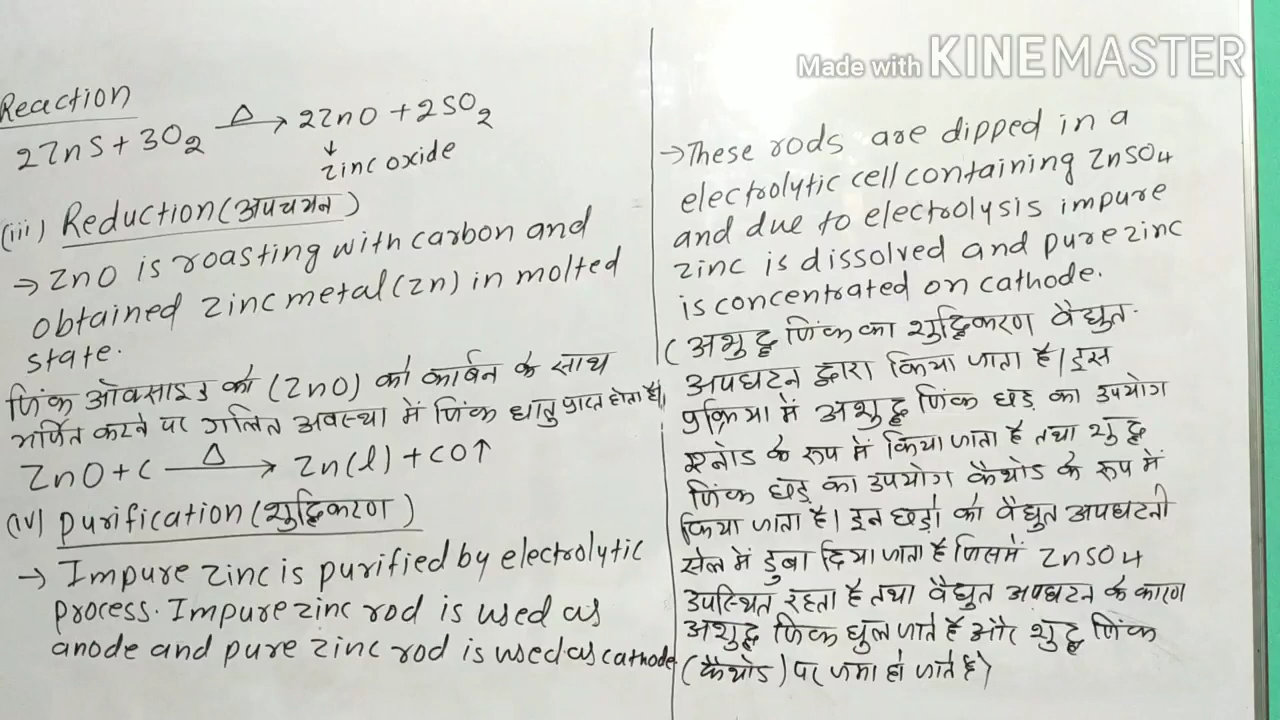 Made with KINEMASTER
Reaction
2ZnS + 3O₂ —Δ→ 2ZnO + 2SO₂
↓
zinc oxide
(iii) Reduction (अपचयन)
→ ZnO is roasting with carbon and
obtained zinc metal (Zn) in molted
state.
जिंक ऑक्साइड को (ZnO) को कार्बन के साथ
भर्जित करने पर गलित अवस्था में जिंक धातु प्राप्त होता है।
ZnO + C —Δ→ Zn(l) + CO↑
(iv) Purification (शुद्धिकरण)
→ Impure zinc is purified by electrolytic
process. Impure zinc rod is used as
anode and pure zinc rod is used as cathode
→ These rods are dipped in a
electrolytic cell containing ZnSO₄
and due to electrolysis impure
zinc is dissolved and pure zinc
is concentrated on cathode.
(अशुद्ध जिंक का शुद्धिकरण वैद्युत
अपघटन द्वारा किया जाता है। इस
प्रक्रिया में अशुद्ध जिंक छड़ का उपयोग
एनोड के रूप में किया जाता है तथा शुद्ध
जिंक छड़ का उपयोग कैथोड के रूप में
किया जाता है। इन छड़ो को वैद्युत अपघटनी
सेल में डुबा दिया जाता है जिसमें ZnSO4
उपस्थित रहता है तथा वैद्युत अपघटन के कारण
अशुद्ध जिंक घुल जाते है और शुद्ध जिंक
(कैथोड) पर जमा हो जाते है)